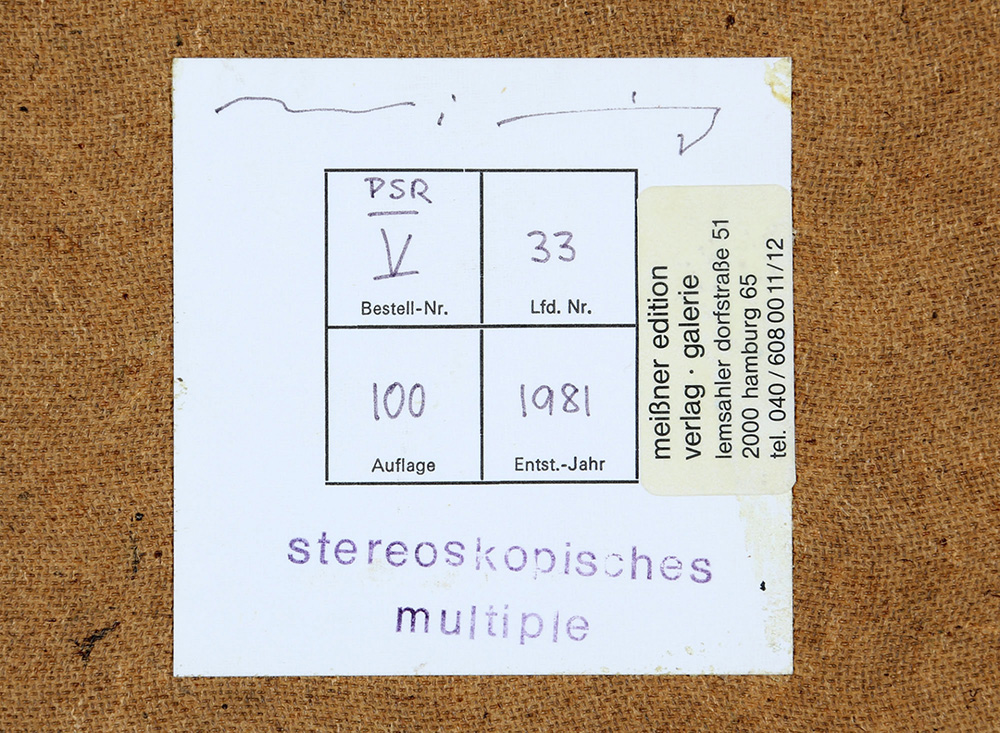 PSR
V
Bestell-Nr.
33
Lfd. Nr.
100
Auflage
1981
Entst.-Jahr
meißner edition
verlag · galerie
lemsahler dorfstraße 51
2000 hamburg 65
tel. 040 / 608 00 11 / 12
stereoskopisches
multiple